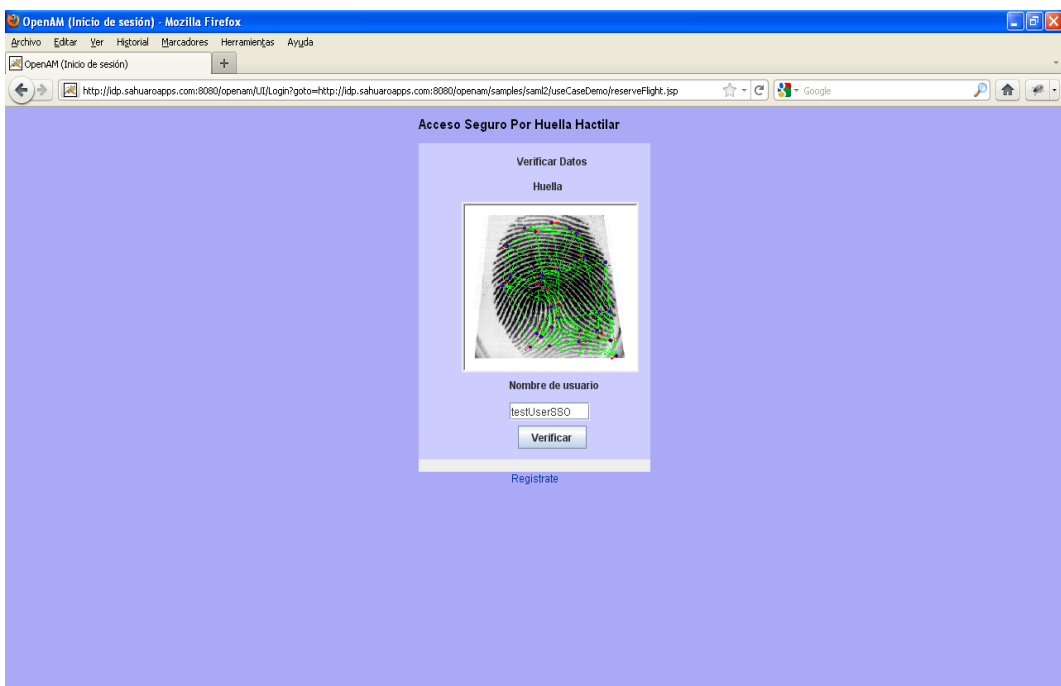 OpenAM (Inicio de sesión) - Mozilla Firefox
Archivo Editar Ver Historial Marcadores Herramientas Ayuda
OpenAM (Inicio de sesión)
http://idp.sahuaroapps.com:8080/openam/UI/Login?goto=http://idp.sahuaroapps.com:8080/openam/samples/saml2/useCaseDemo/reserveFlight.jsp Google
Acceso Seguro Por Huella Hactilar
Verificar Datos
Huella
Nombre de usuario
testUserSSO
Verificar
Registrate